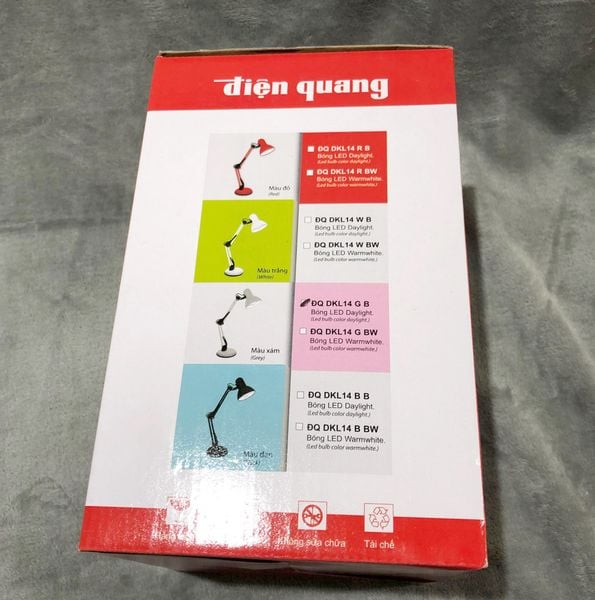 điện quang
ĐQ DKL14 R B
Bóng LED Daylight.
(Led bulb color daylight.)
ĐQ DKL14 R BW
Bóng LED Warmwhite.
(Led bulb color warmwhite.)
Màu đỏ
(Red)
ĐQ DKL14 W B
Bóng LED Daylight.
(Led bulb color daylight.)
ĐQ DKL14 W BW
Bóng LED Warmwhite.
(Led bulb color warmwhite.)
Màu trắng
(White)
ĐQ DKL14 G B
Bóng LED Daylight.
(Led bulb color daylight.)
ĐQ DKL14 G BW
Bóng LED Warmwhite.
(Led bulb color warmwhite.)
Màu xám
(Grey)
ĐQ DKL14 B B
Bóng LED Daylight.
(Led bulb color daylight.)
ĐQ DKL14 B BW
Bóng LED Warmwhite.
(Led bulb color warmwhite.)
Màu đen
Không sửa chữa
Tái chế